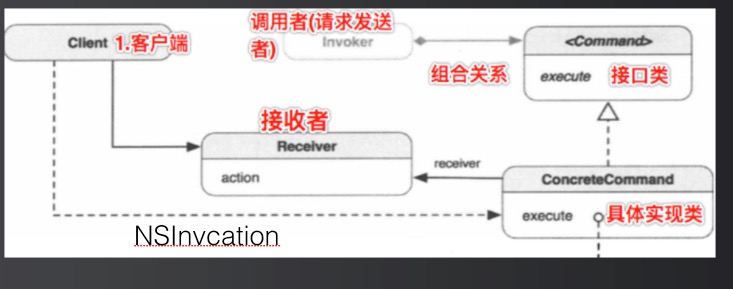 调用者(请求发送
者)
Client 1.客户端
Invoker
<Command>
组合关系
execute 接口类
接收者
Receiver
action
receiver
ConcreteCommand
execute 具体实现类
NSInvcation